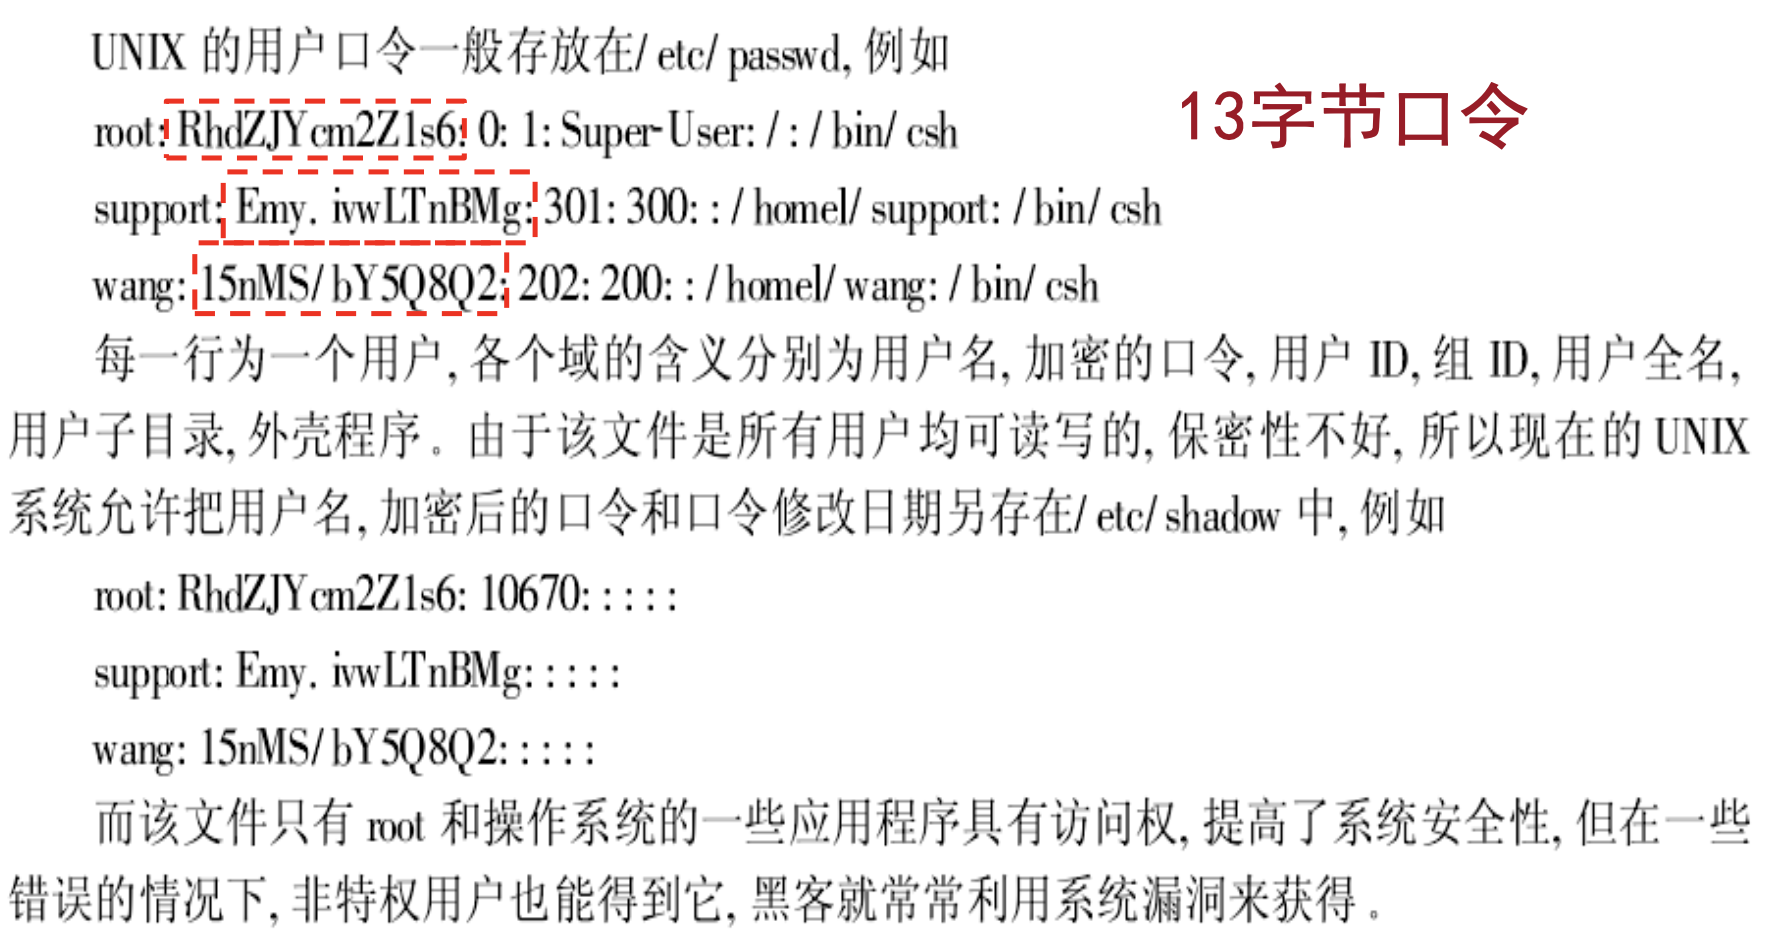 UNIX 的用户口令一般存放在/ etc/ passwd, 例如
13字节口令
root: RhdZJYcm2Z1s6: 0: 1: Super-User: / : / bin/ csh
support: Emy. ivwLTnBMg: 301: 300: : / homel/ support: / bin/ csh
wang: 15nMS/ bY5Q8Q2: 202: 200: : / homel/ wang: / bin/ csh
每一行为一个用户, 各个域的含义分别为用户名, 加密的口令, 用户 ID, 组 ID, 用户全名,
用户子目录, 外壳程序。由于该文件是所有用户均可读写的, 保密性不好, 所以现在的 UNIX
系统允许把用户名, 加密后的口令和口令修改日期另存在/ etc/ shadow 中, 例如
root: RhdZJYcm2Z1s6: 10670: : : : :
support: Emy. ivwLTnBMg: : : : :
wang: 15nMS/ bY5Q8Q2: : : : :
而该文件只有 root 和操作系统的一些应用程序具有访问权, 提高了系统安全性, 但在一些
错误的情况下, 非特权用户也能得到它, 黑客就常常利用系统漏洞来获得。